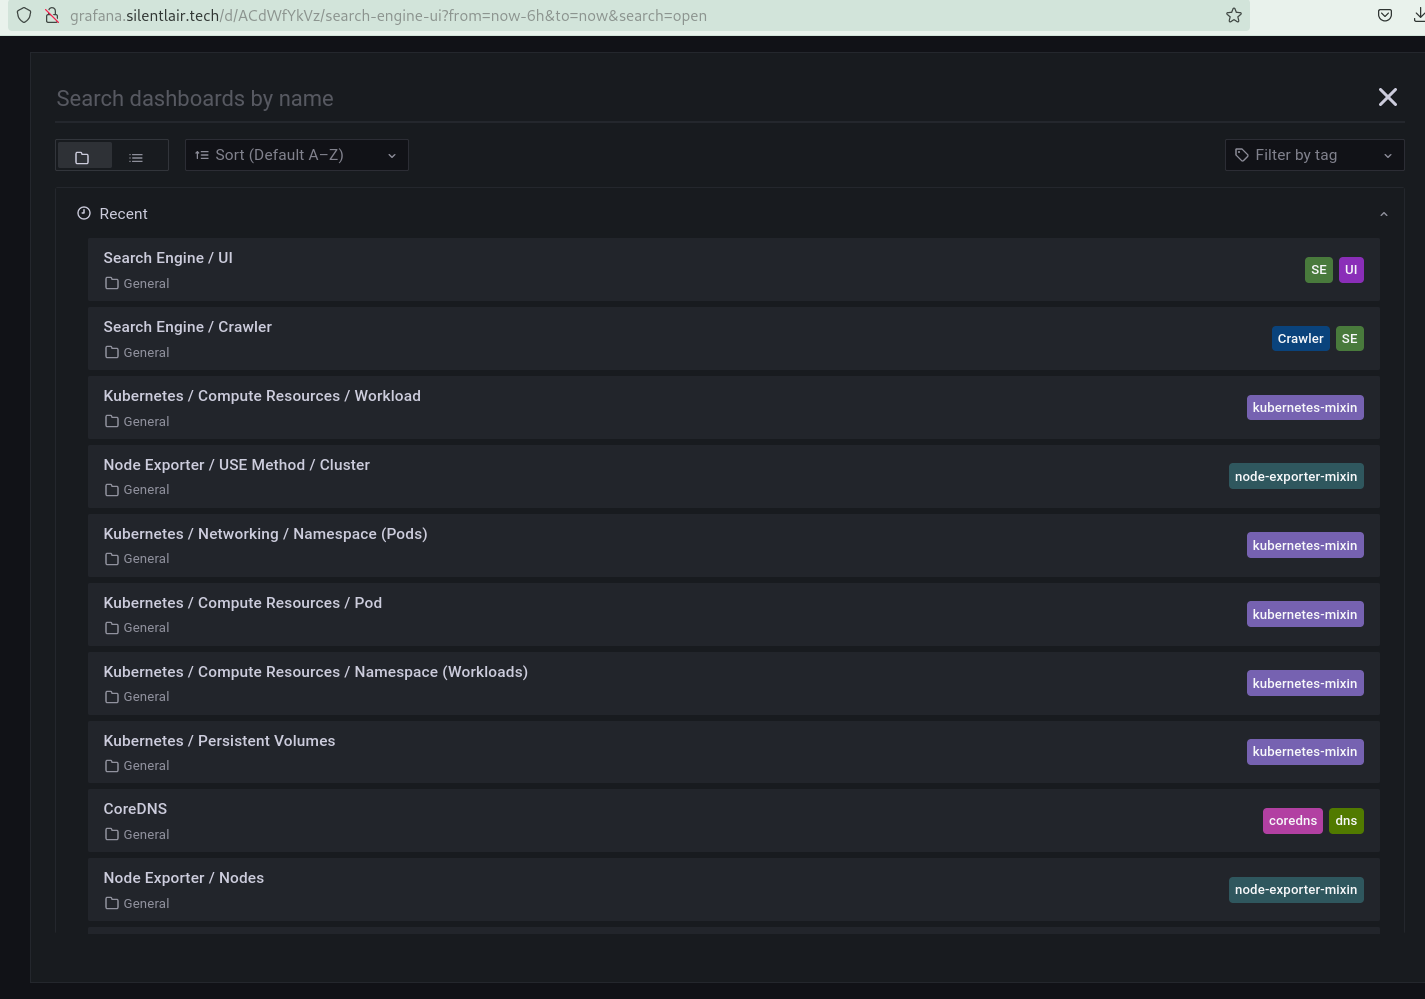 grafana.silentlair.tech/d/ACdWfYkVz/search-engine-ui?from=now-6h&to=now&search=open
Search dashboards by name
Sort (Default A–Z)
Filter by tag
Recent
Search Engine / UI
General
SE UI
Search Engine / Crawler
General
Crawler SE
Kubernetes / Compute Resources / Workload
General
kubernetes-mixin
Node Exporter / USE Method / Cluster
General
node-exporter-mixin
Kubernetes / Networking / Namespace (Pods)
General
kubernetes-mixin
Kubernetes / Compute Resources / Pod
General
kubernetes-mixin
Kubernetes / Compute Resources / Namespace (Workloads)
General
kubernetes-mixin
Kubernetes / Persistent Volumes
General
kubernetes-mixin
CoreDNS
General
coredns dns
Node Exporter / Nodes
General
node-exporter-mixin